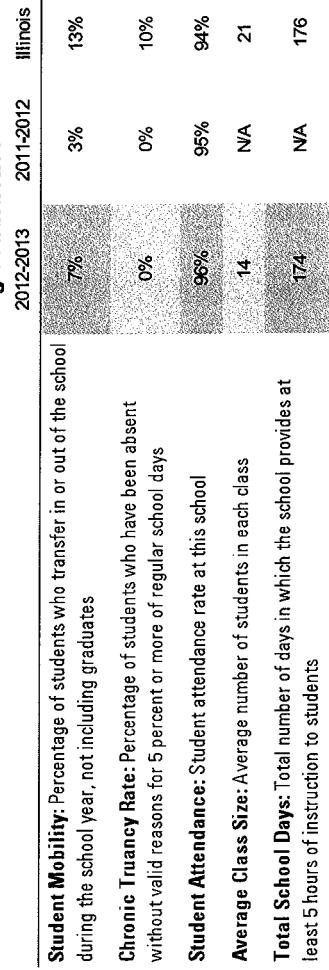 2012-2013 2011-2012 Illinois
Student Mobility: Percentage of students who transfer in or out of the school 7% 3% 13%
during the school year, not including graduates
Chronic Truancy Rate: Percentage of students who have been absent 0% 0% 10%
without valid reasons for 5 percent or more of regular school days
Student Attendance: Student attendance rate at this school 96% 95% 94%
Average Class Size: Average number of students in each class 14 N/A 21
Total School Days: Total number of days in which the school provides at 174 N/A 176
least 5 hours of instruction to students